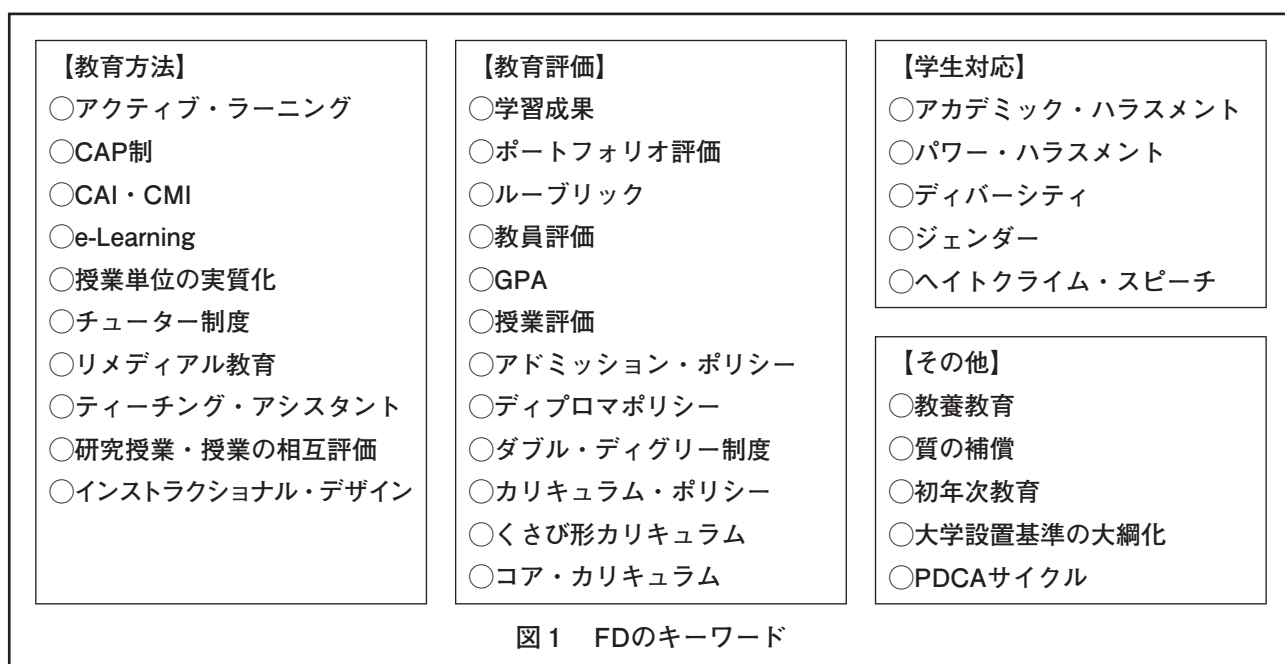 【教育方法】
○アクティブ・ラーニング
○CAP制
○CAI・CMI
○e-Learning
○授業単位の実質化
○チューター制度
○リメディアル教育
○ティーチング・アシスタント
○研究授業・授業の相互評価
○インストラクショナル・デザイン
【教育評価】
○学習成果
○ポートフォリオ評価
○ルーブリック
○教員評価
○GPA
○授業評価
○アドミッション・ポリシー
○ディプロマポリシー
○ダブル・ディグリー制度
○カリキュラム・ポリシー
○くさび形カリキュラム
○コア・カリキュラム
【学生対応】
○アカデミック・ハラスメント
○パワー・ハラスメント
○ディバーシティ
○ジェンダー
○ヘイトクライム・スピーチ
【その他】
○教養教育
○質の補償
○初年次教育
○大学設置基準の大綱化
○PDCAサイクル
図1　FDのキーワード